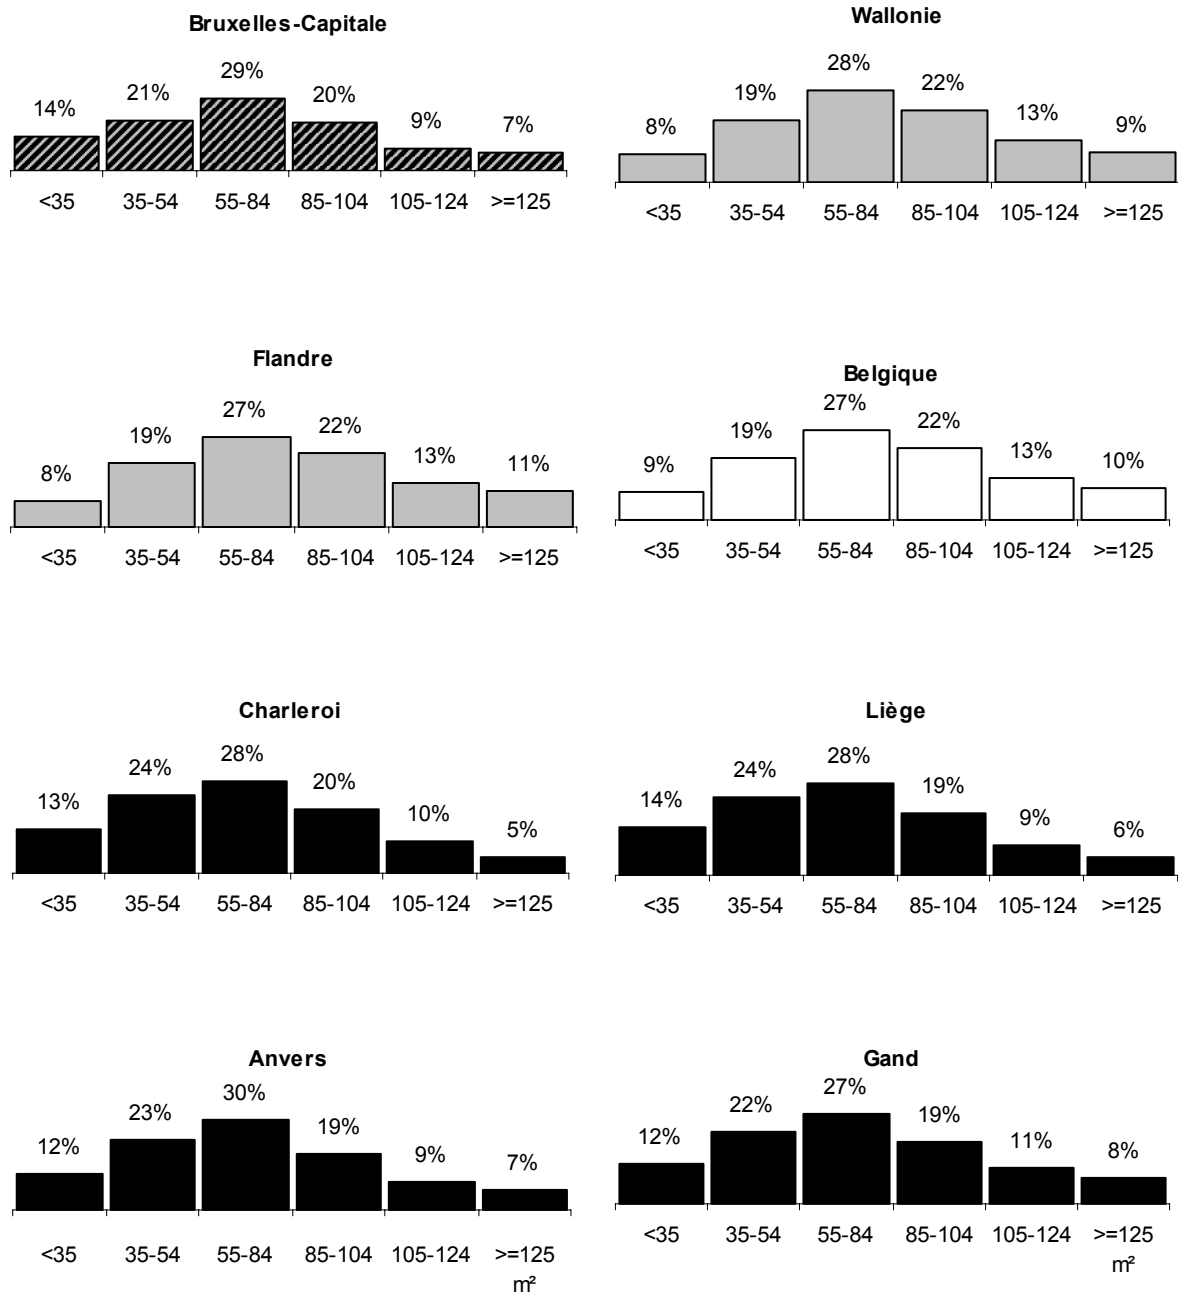 Bruxelles-Capitale
14% 21% 29% 20% 9% 7%
<35 35-54 55-84 85-104 105-124 >=125
Wallonie
8% 19% 28% 22% 13% 9%
<35 35-54 55-84 85-104 105-124 >=125
Flandre
8% 19% 27% 22% 13% 11%
<35 35-54 55-84 85-104 105-124 >=125
Belgique
9% 19% 27% 22% 13% 10%
<35 35-54 55-84 85-104 105-124 >=125
Charleroi
13% 24% 28% 20% 10% 5%
<35 35-54 55-84 85-104 105-124 >=125
Liège
14% 24% 28% 19% 9% 6%
<35 35-54 55-84 85-104 105-124 >=125
Anvers
12% 23% 30% 19% 9% 7%
<35 35-54 55-84 85-104 105-124 >=125
m²
Gand
12% 22% 27% 19% 11% 8%
<35 35-54 55-84 85-104 105-124 >=125
m²